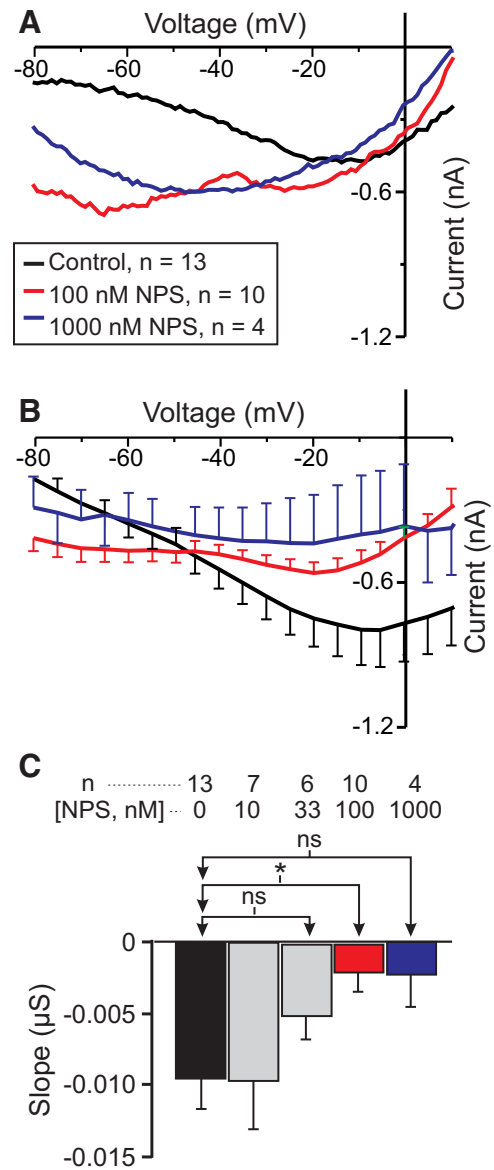 A
Voltage (mV)
-80 -60 -40 -20
-0.6
-1.2
Current (nA)
Control, n = 13
100 nM NPS, n = 10
1000 nM NPS, n = 4
B
Voltage (mV)
-80 -60 -40 -20
-0.6
-1.2
Current (nA)
C
n 13 7 6 10 4
[NPS, nM] 0 10 33 100 1000
ns
*
ns
0
-0.005
-0.010
-0.015
Slope (µS)